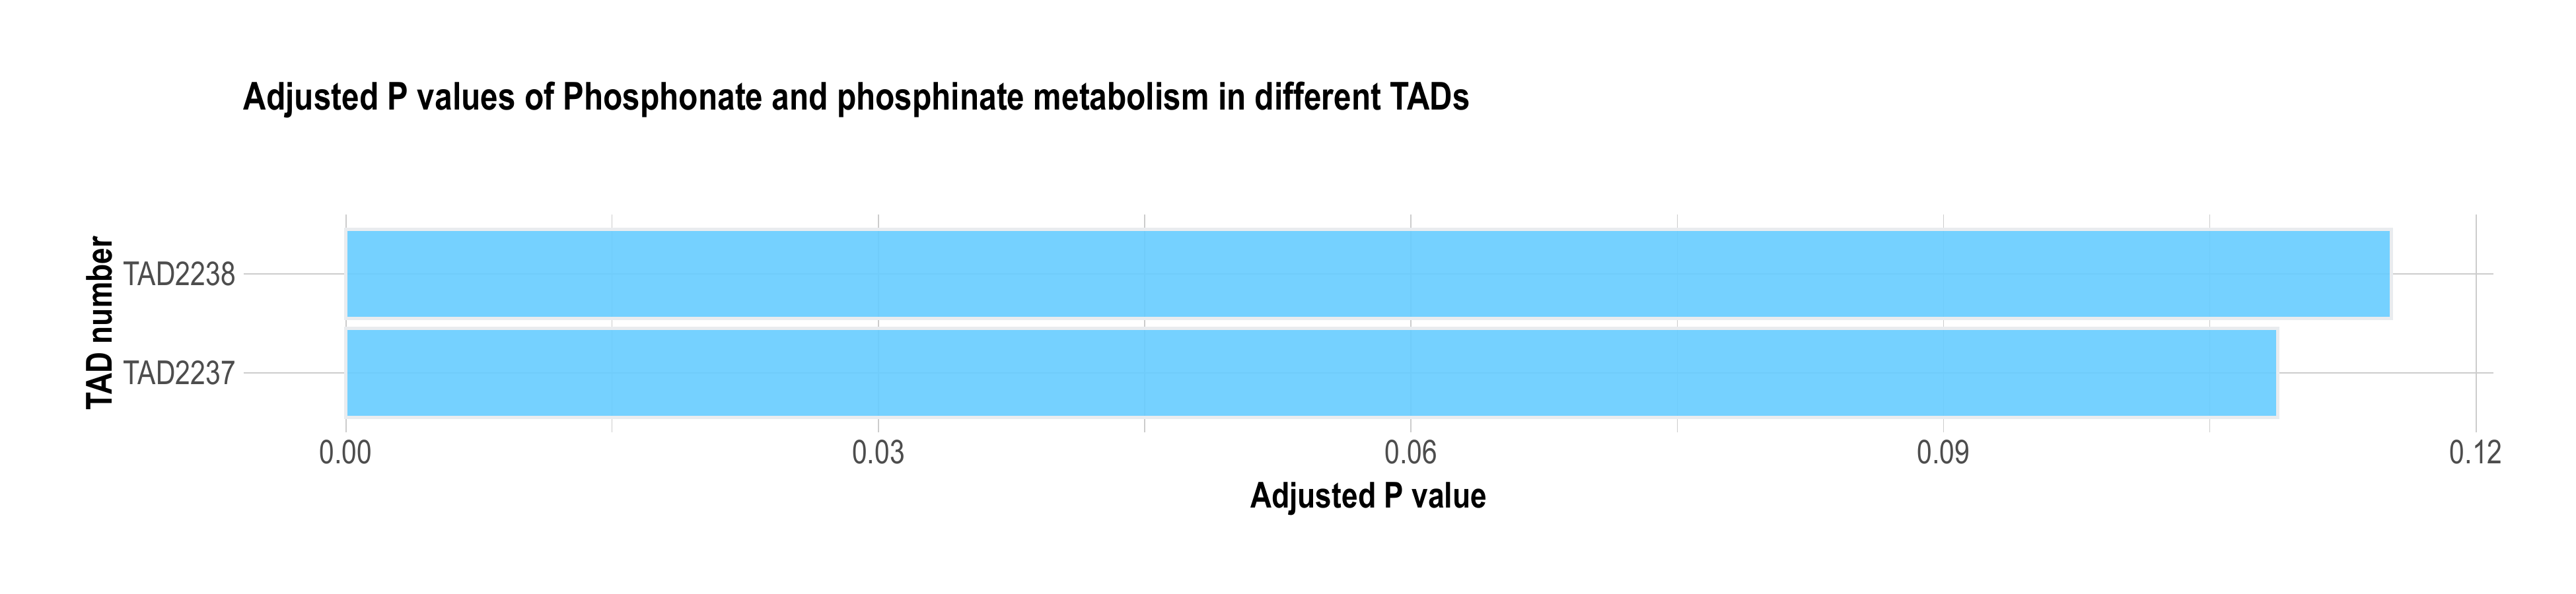 Adjusted P values of Phosphonate and phosphinate metabolism in different TADs
TAD number
TAD2238
TAD2237
0.00 0.03 0.06 0.09 0.12
Adjusted P value